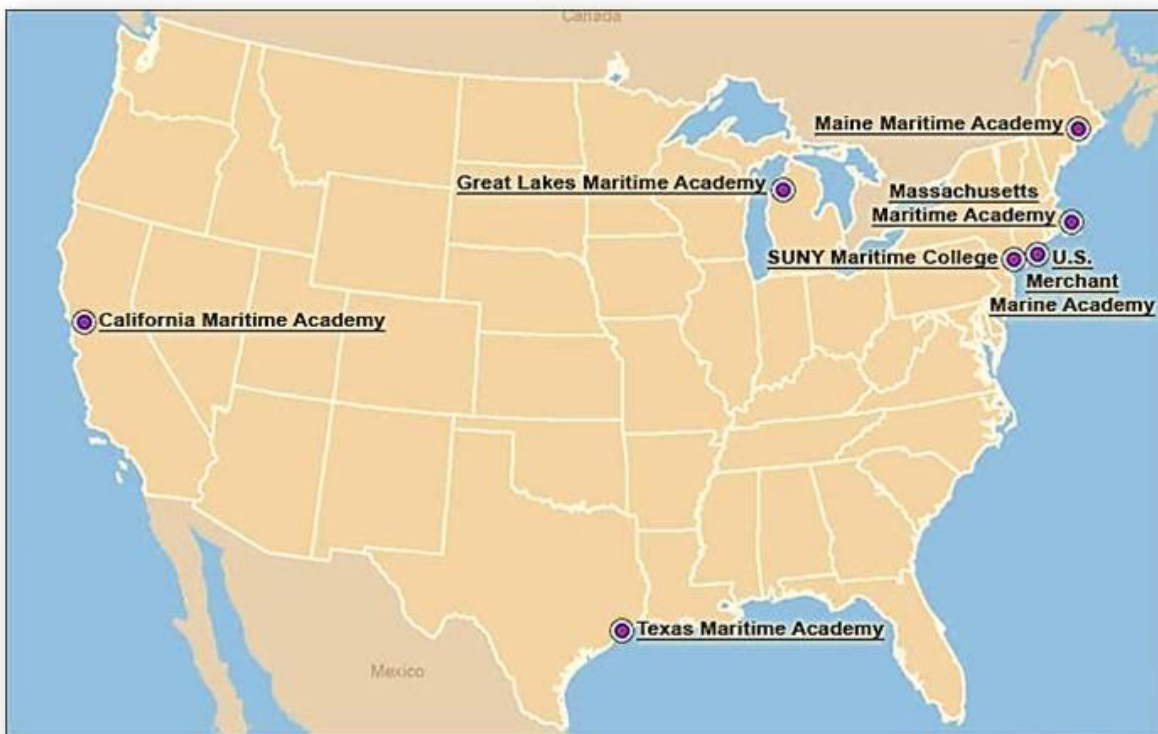 Canada
Maine Maritime Academy
Great Lakes Maritime Academy
Massachusetts
Maritime Academy
SUNY Maritime College
U.S.
Merchant
Marine Academy
California Maritime Academy
Texas Maritime Academy
Mexico